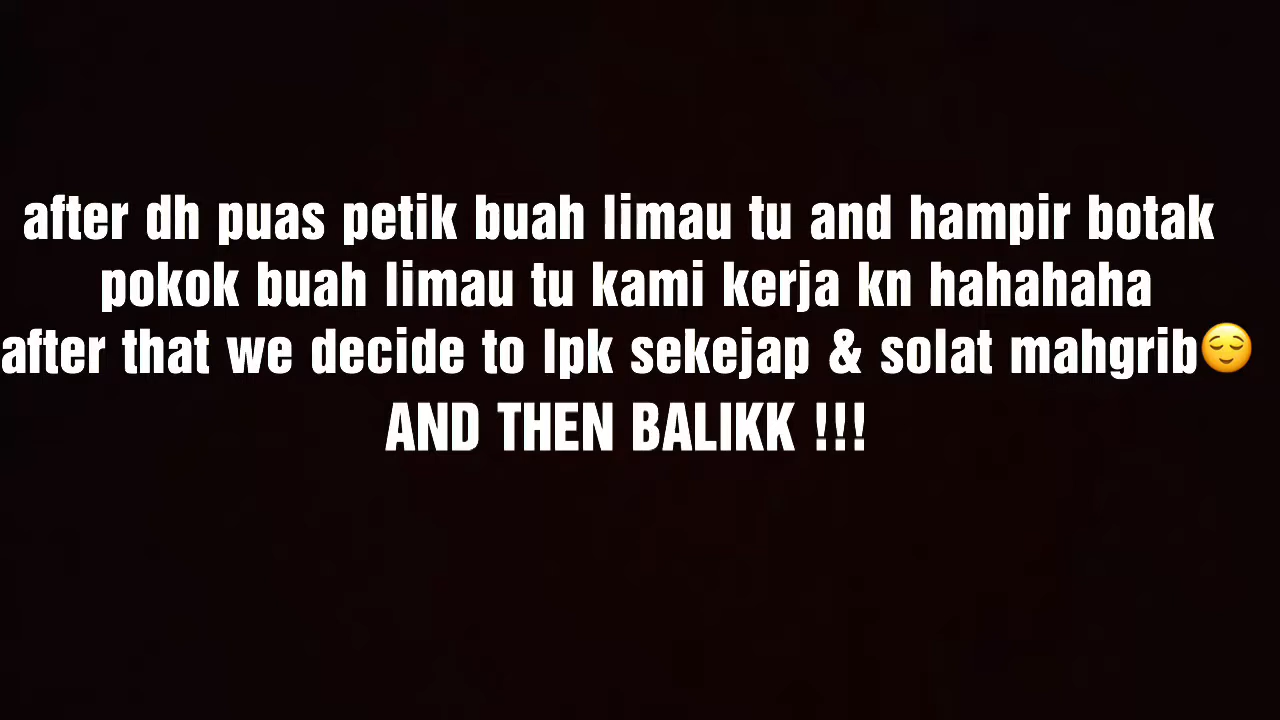 after dh puas petik buah limau tu and hampir botak
pokok buah limau tu kami kerja kn hahahaha
after that we decide to lpk sekejap & solat mahgrib😌
AND THEN BALIKK !!!